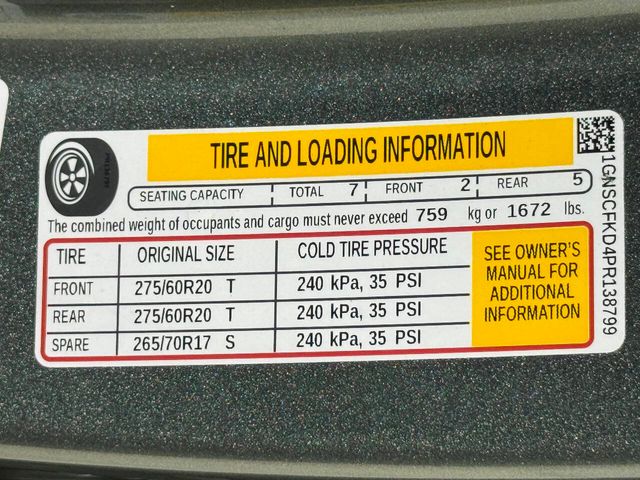 TIRE AND LOADING INFORMATION
SEATING CAPACITY TOTAL 7 FRONT 2 REAR 5
The combined weight of occupants and cargo must never exceed 759 kg or 1672 lbs.
TIRE ORIGINAL SIZE COLD TIRE PRESSURE
FRONT 275/60R20 T 240 kPa, 35 PSI
REAR 275/60R20 T 240 kPa, 35 PSI
SPARE 265/70R17 S 240 kPa, 35 PSI
SEE OWNER'S
MANUAL FOR
ADDITIONAL
INFORMATION
1GNSCFKD4PR138799